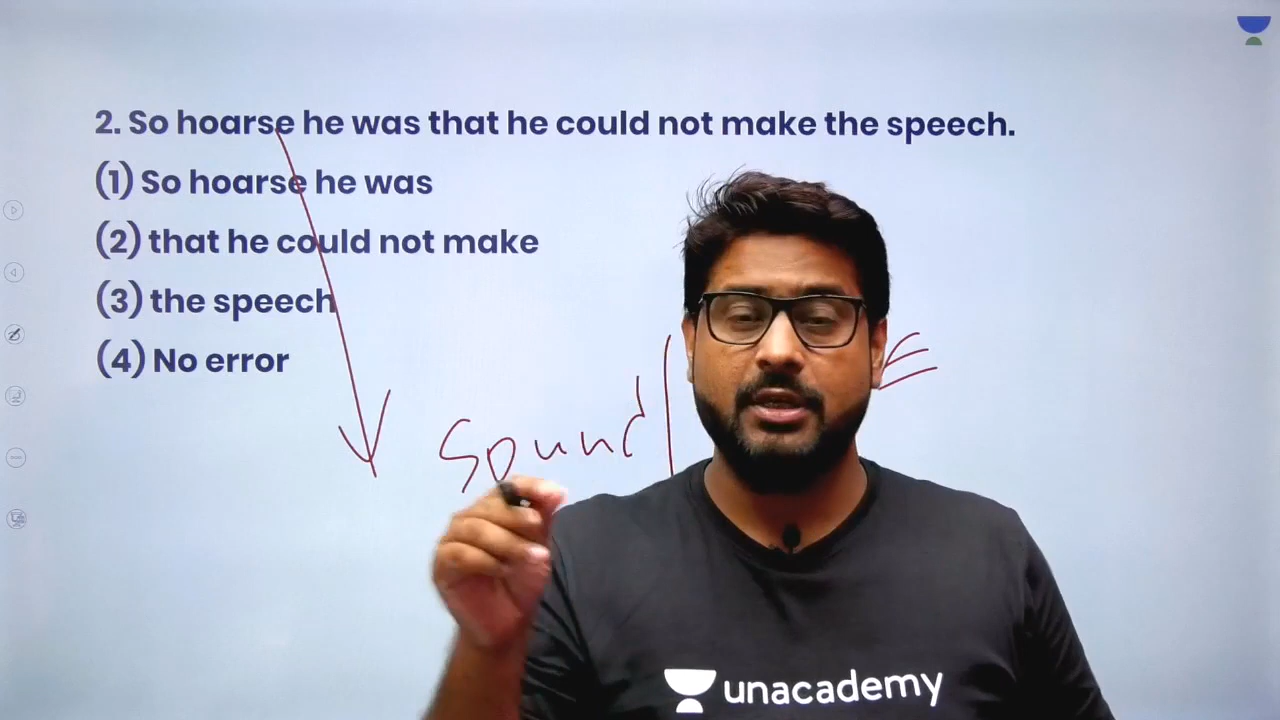 2. So hoarse he was that he could not make the speech.
(1) So hoarse he was
(2) that he could not make
(3) the speech
(4) No error
Sound
unacademy